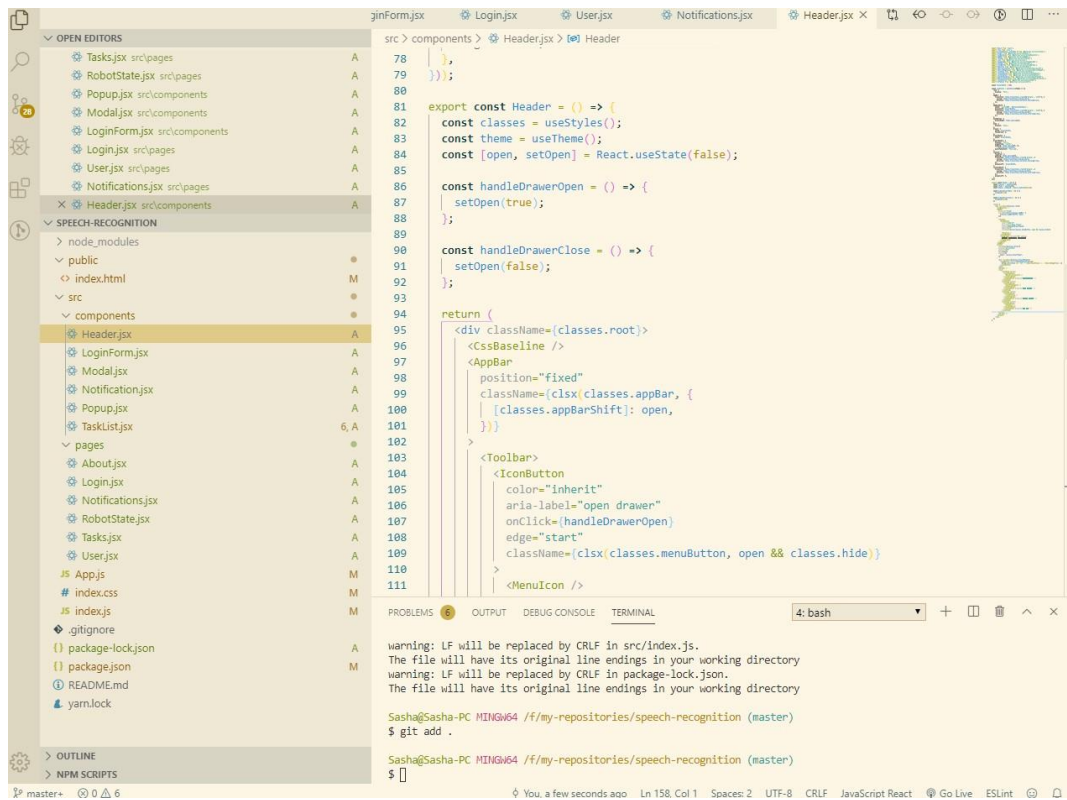 ginForm.jsx Login.jsx User.jsx Notifications.jsx Header.jsx ×
OPEN EDITORS
Tasks.jsx src\pages A
RobotState.jsx src\pages A
Popup.jsx src\components A
Modal.jsx src\components A
LoginForm.jsx src\components A
Login.jsx src\pages A
User.jsx src\pages A
Notifications.jsx src\pages A
× Header.jsx src\components A
28
SPEECH-RECOGNITION
> node_modules
public
<> index.html M
src
components
Header.jsx A
LoginForm.jsx A
Modal.jsx A
Notification.jsx A
Popup.jsx A
TaskList.jsx 6, A
pages
About.jsx A
Login.jsx A
Notifications.jsx A
RobotState.jsx A
Tasks.jsx A
User.jsx A
JS App.js M
# index.css M
JS index.js M
.gitignore
{} package-lock.json A
{} package.json M
README.md
yarn.lock
> OUTLINE
> NPM SCRIPTS
src > components > Header.jsx > Header
78 },
79 }));
80
81 export const Header = () => {
82 const classes = useStyles();
83 const theme = useTheme();
84 const [open, setOpen] = React.useState(false);
85
86 const handleDrawerOpen = () => {
87 setOpen(true);
88 };
89
90 const handleDrawerClose = () => {
91 setOpen(false);
92 };
93
94 return (
95 <div className={classes.root}>
96 <CssBaseline />
97 <AppBar
98 position="fixed"
99 className={clsx(classes.appBar, {
100 [classes.appBarShift]: open,
101 })}
102 >
103 <Toolbar>
104 <IconButton
105 color="inherit"
106 aria-label="open drawer"
107 onClick={handleDrawerOpen}
108 edge="start"
109 className={clsx(classes.menuButton, open && classes.hide)}
110 >
111 <MenuIcon />
PROBLEMS 6 OUTPUT DEBUG CONSOLE TERMINAL 4: bash
warning: LF will be replaced by CRLF in src/index.js.
The file will have its original line endings in your working directory
warning: LF will be replaced by CRLF in package-lock.json.
The file will have its original line endings in your working directory
Sasha@Sasha-PC MINGW64 /f/my-repositories/speech-recognition (master)
$ git add .
Sasha@Sasha-PC MINGW64 /f/my-repositories/speech-recognition (master)
$
master+ 0 6 You, a few seconds ago Ln 158, Col 1 Spaces: 2 UTF-8 CRLF JavaScript React Go Live ESLint